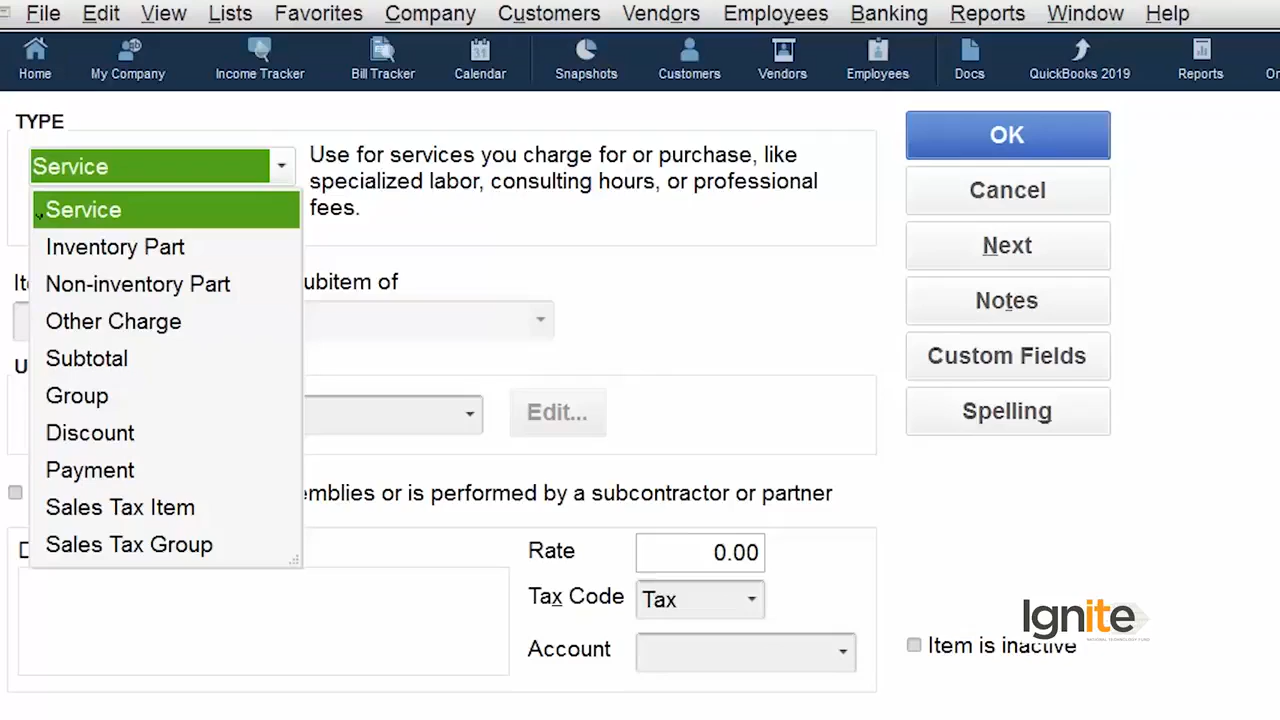 File Edit View Lists Favorites Company Customers Vendors Employees Banking Reports Window Help
Home My Company Income Tracker Bill Tracker Calendar Snapshots Customers Vendors Employees Docs QuickBooks 2019 Reports
TYPE
Service
Use for services you charge for or purchase, like
specialized labor, consulting hours, or professional
fees.
OK
Cancel
Next
Notes
Custom Fields
Spelling
Service
Inventory Part
Non-inventory Part
Other Charge
Subtotal
Group
Discount
Payment
Sales Tax Item
Sales Tax Group
ubitem of
Edit...
emblies or is performed by a subcontractor or partner
Rate 0.00
Tax Code Tax
Account
Ignite
NATIONAL TECHNOLOGY FUND
Item is inactive